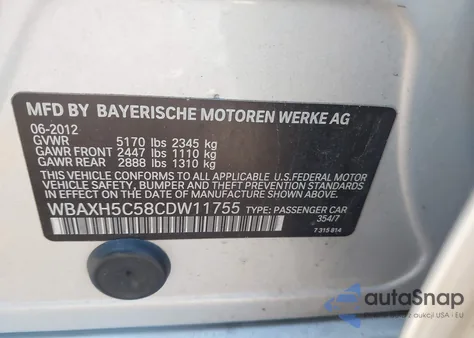 MFD BY BAYERISCHE MOTOREN WERKE AG
06-2012
GVWR 5170 lbs 2345 kg
GAWR FRONT 2447 lbs 1110 kg
GAWR REAR 2888 lbs 1310 kg
THIS VEHICLE CONFORMS TO ALL APPLICABLE U.S.FEDERAL MOTOR
VEHICLE SAFETY, BUMPER AND THEFT PREVENTION STANDARDS
IN EFFECT ON THE DATE OF MANUFACTURE SHOWN ABOVE.
WBAXH5C58CDW11755 TYPE: PASSENGER CAR
354/7
7 315 814
autoSnap
z aukcji USA - EU